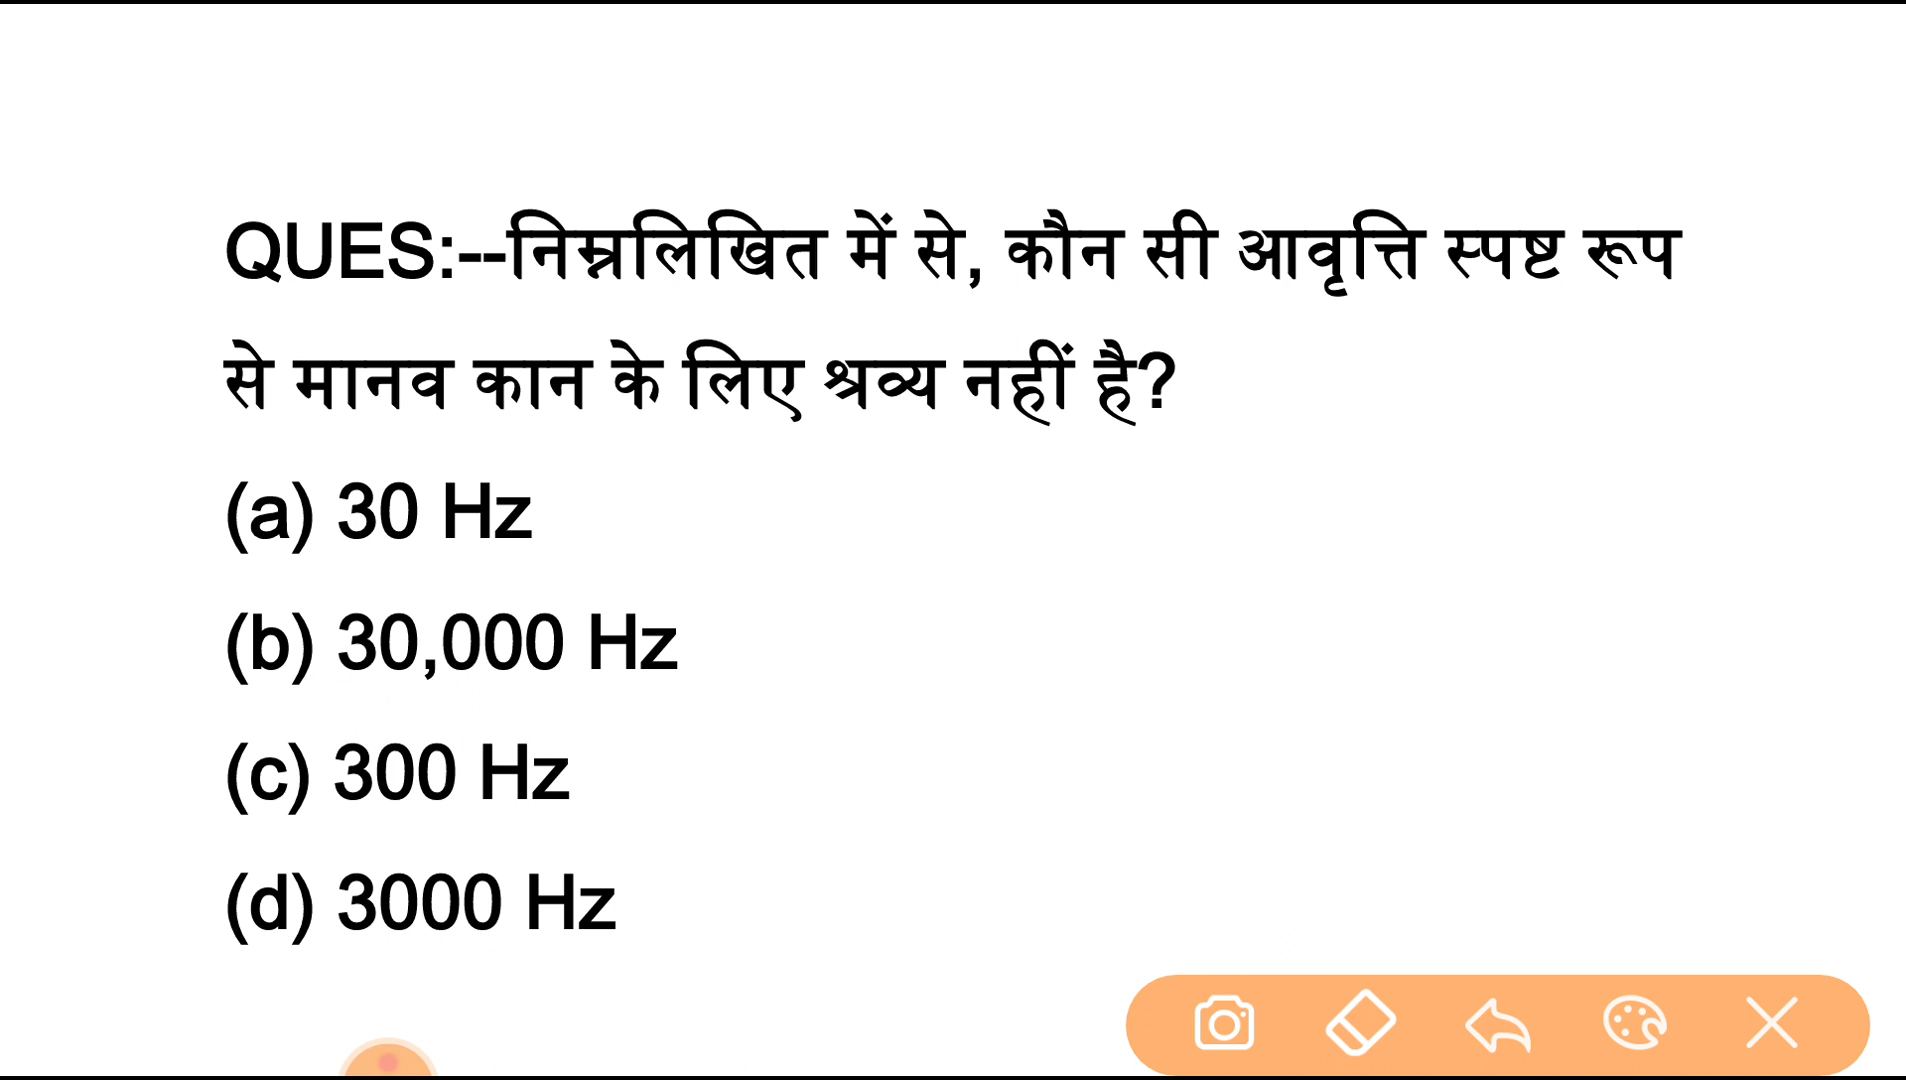 QUES:--निम्नलिखित में से, कौन सी आवृत्ति स्पष्ट रूप
से मानव कान के लिए श्रव्य नहीं है?
(a) 30 Hz
(b) 30,000 Hz
(c) 300 Hz
(d) 3000 Hz